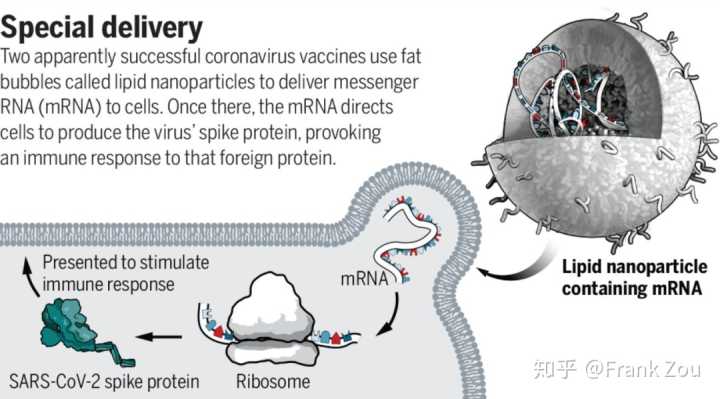 Special delivery
Two apparently successful coronavirus vaccines use fat
bubbles called lipid nanoparticles to deliver messenger
RNA (mRNA) to cells. Once there, the mRNA directs
cells to produce the virus’ spike protein, provoking
an immune response to that foreign protein.
Lipid nanoparticle
containing mRNA
mRNA
Presented to stimulate
immune response
SARS-CoV-2 spike protein
Ribosome
知乎 @Frank Zou